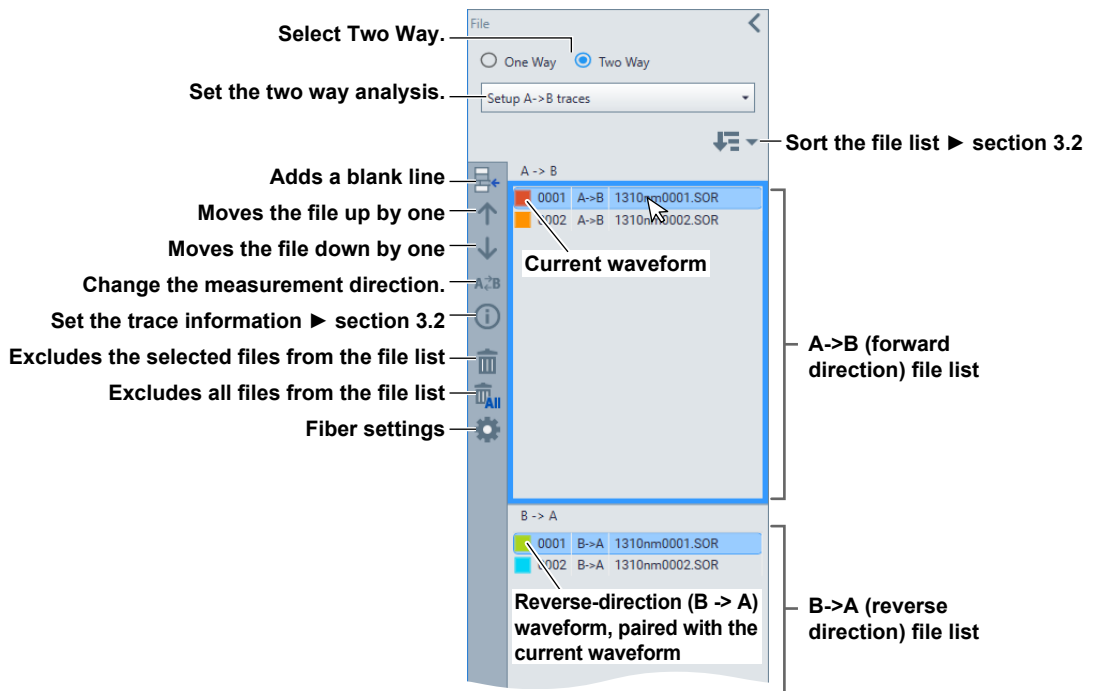 File
Select Two Way.
One Way
Two Way
Set the two way analysis.
Setup A->B traces
Sort the file list ► section 3.2
A -> B
Adds a blank line
0001 A->B 1310nm0001.SOR
Moves the file up by one
0002 A->B 1310nm0002.SOR
Moves the file down by one
Current waveform
A⇄B
Change the measurement direction.
Set the trace information ► section 3.2
i
A->B (forward
direction) file list
Excludes the selected files from the file list
Excludes all files from the file list
All
Fiber settings
B -> A
0001 B->A 1310nm0001.SOR
0002 B->A 1310nm0002.SOR
Reverse-direction (B -> A)
waveform, paired with the
current waveform
B->A (reverse
direction) file list